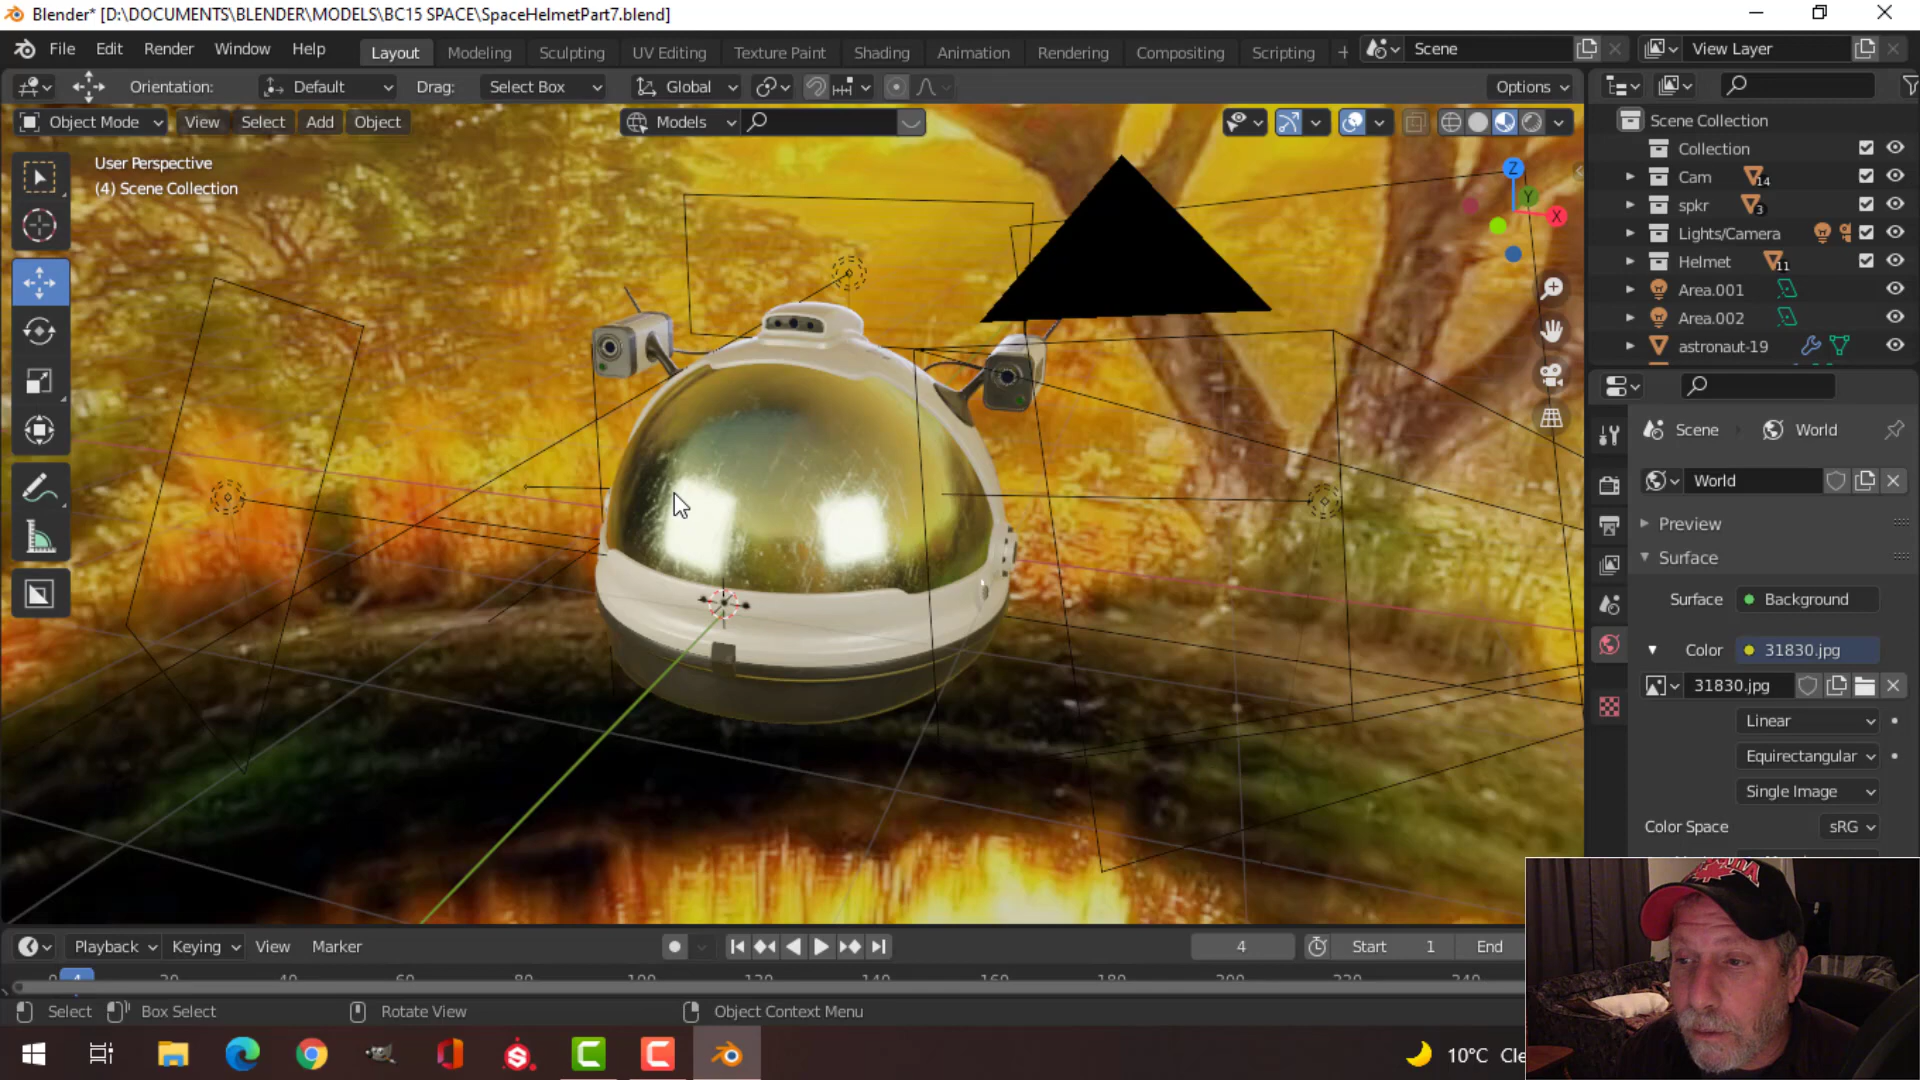 Blender* [D:\DOCUMENTS\BLENDER\MODELS\BC15 SPACE\SpaceHelmetPart7.blend]
File Edit Render Window Help Layout Modeling Sculpting UV Editing Texture Paint Shading Animation Rendering Compositing Scripting + Scene View Layer
Orientation: Default Drag: Select Box Global Options
Object Mode View Select Add Object Models
User Perspective
(4) Scene Collection
Z
Y
X
Scene Collection
Collection
Cam 14
spkr 3
Lights/Camera
Helmet 11
Area.001
Area.002
astronaut-19
Scene World
World
Preview
Surface
Surface Background
Color 31830.jpg
31830.jpg
Linear
Equirectangular
Single Image
Color Space sRG
Playback Keying View Marker 4 Start 1 End
4
Select Box Select Rotate View Object Context Menu
10°C Cle